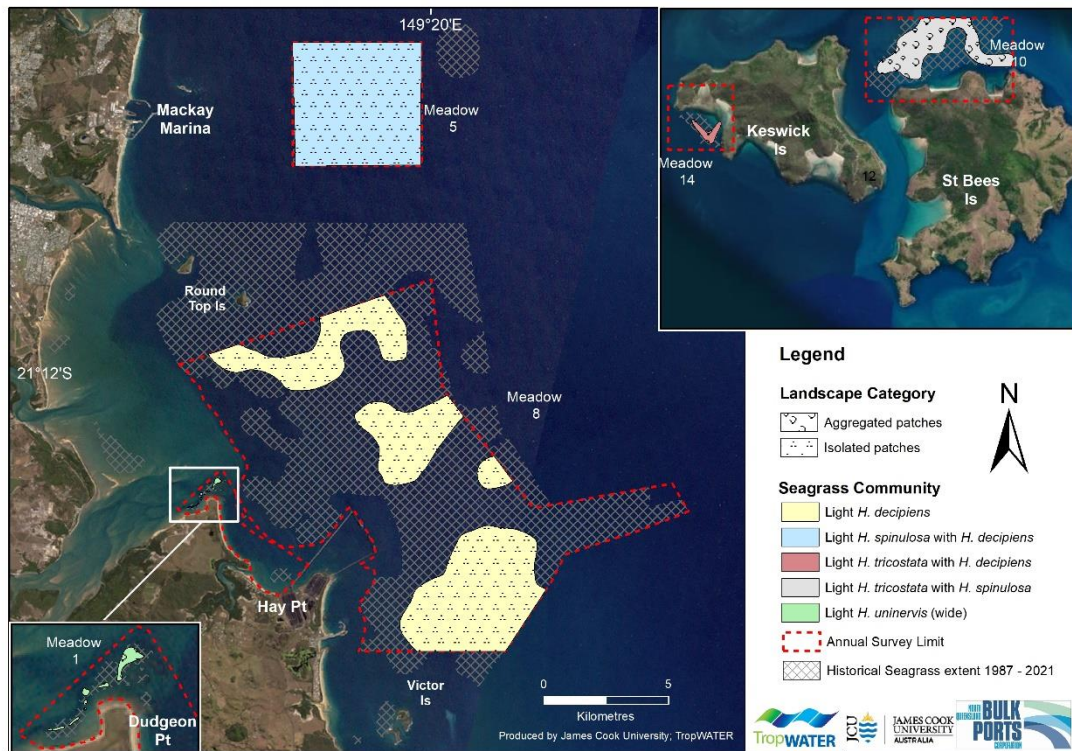 149°20'E
Mackay
Marina
Meadow
5
Round
Top Is
21°12'S
Meadow
8
Hay Pt
Victor
Is
0 5
Kilometres
Produced by James Cook University; TropWATER
Meadow
1
Dudgeon
Pt
Meadow
10
Keswick
Is
Meadow
14
12
St Bees
Is
Legend
Landscape Category
Aggregated patches
Isolated patches
N
Seagrass Community
Light H. decipiens
Light H. spinulosa with H. decipiens
Light H. tricostata with H. decipiens
Light H. tricostata with H. spinulosa
Light H. uninervis (wide)
Annual Survey Limit
Historical Seagrass extent 1987 - 2021
TropWATER
JCU
JAMES COOK
UNIVERSITY
AUSTRALIA
NORTH
QUEENSLAND
BULK
PORTS
CORPORATION